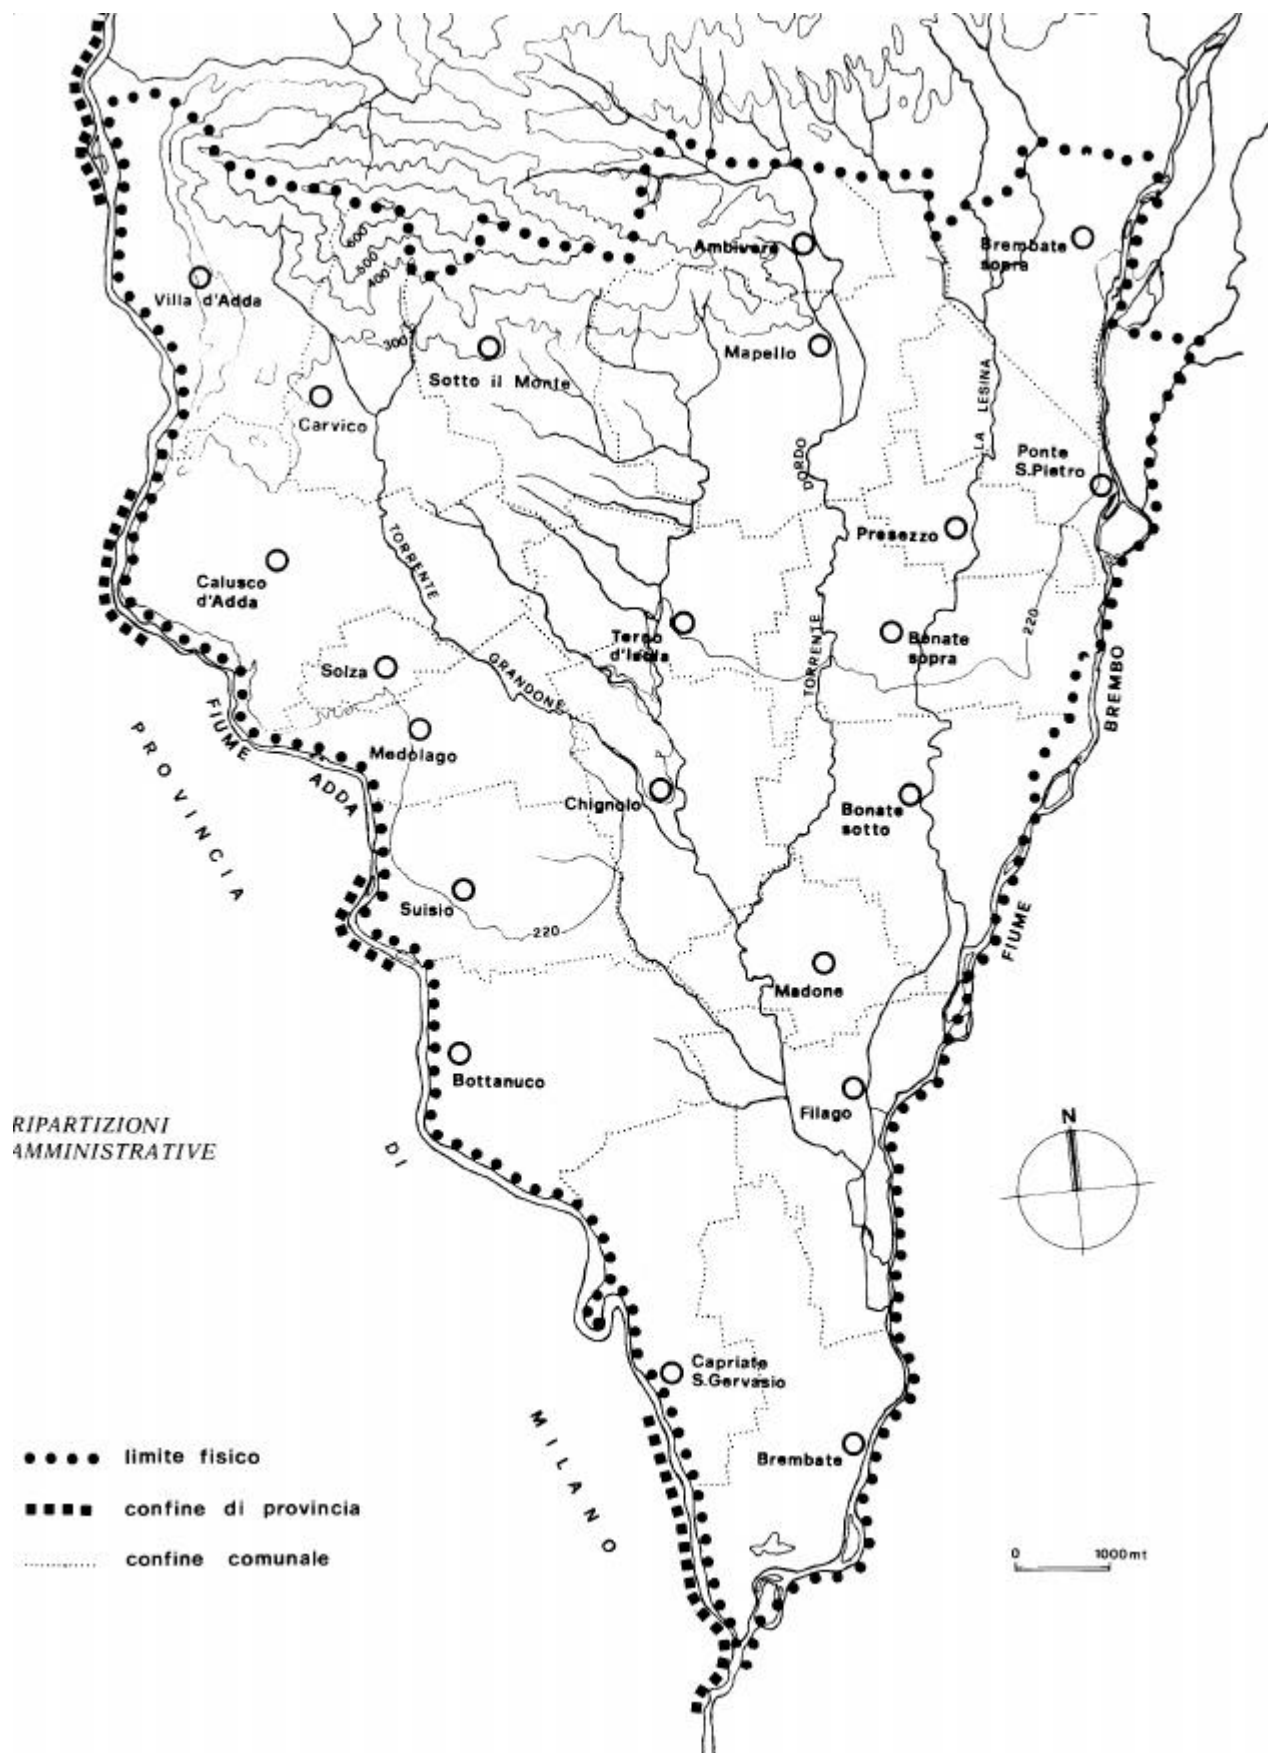 Ambivere
Brembate
sopra
600
500
400
Villa d'Adda
300
Sotto il Monte
Mapello
Carvico
LA LESINA
DORDO
Ponte
S.Pietro
TORRENTE
Presezzo
Calusco
d'Adda
Terno
d'Isola
TORRENTE
Bonate
sopra
220
Solza
GRANDONE
BREMBO
FIUME
Medolago
ADDA
PROVINCIA
Chignolo
Bonate
sotto
Suisio
220
FIUME
Madone
Bottanuco
Filago
RIPARTIZIONI
AMMINISTRATIVE
N
DI
Capriate
S.Gervasio
MILANO
Brembate
limite fisico
confine di provincia
confine comunale
0 1000mt